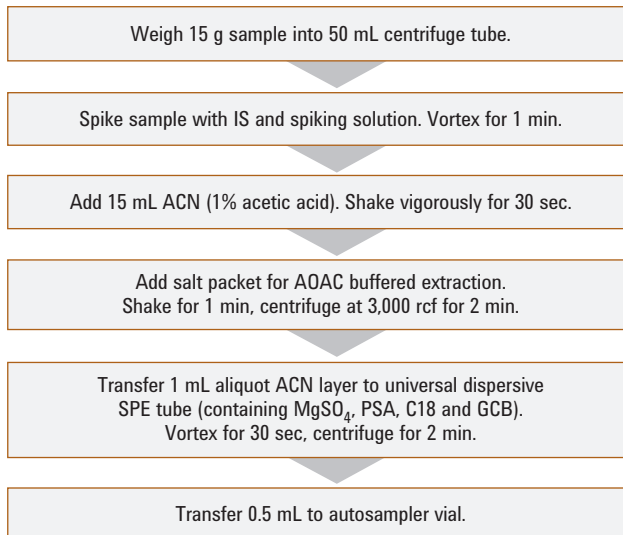 Weigh 15 g sample into 50 mL centrifuge tube.
Spike sample with IS and spiking solution. Vortex for 1 min.
Add 15 mL ACN (1% acetic acid). Shake vigorously for 30 sec.
Add salt packet for AOAC buffered extraction.
Shake for 1 min, centrifuge at 3,000 rcf for 2 min.
Transfer 1 mL aliquot ACN layer to universal dispersive
SPE tube (containing MgSO₄, PSA, C18 and GCB).
Vortex for 30 sec, centrifuge for 2 min.
Transfer 0.5 mL to autosampler vial.